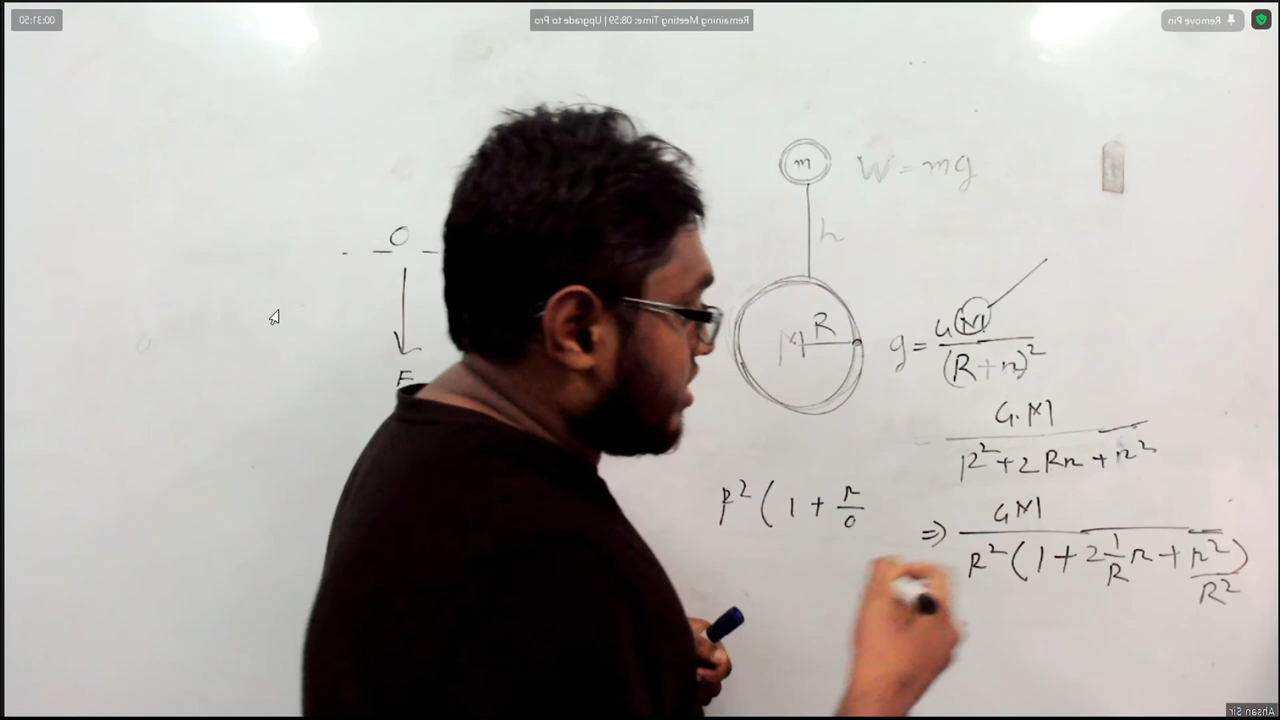 00:31:50
Remaining Meeting Time: 08:59 | Upgrade to Pro
Remove Pin
m
W = mg
h
O
F
M
R
g = GM
(R+h)²
G.M
R² + 2Rh + h²
R² ( 1 + h
⇒ GM
R² ( 1 + 2 1/R h + h²/R² )
Ahsan Sir